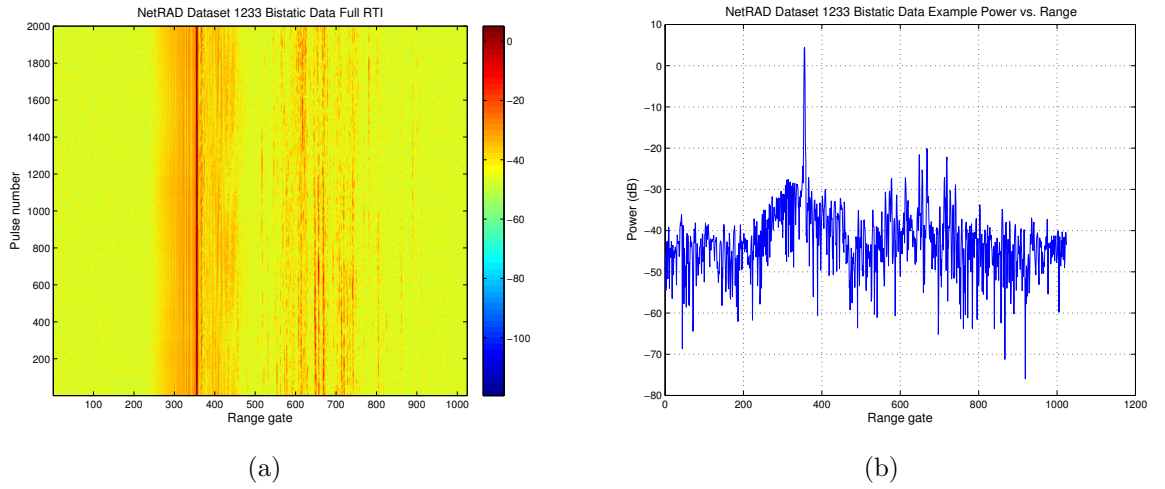 NetRAD Dataset 1233 Bistatic Data Full RTI
2000
1800
1600
1400
1200
1000
800
600
400
200
Pulse number
100 200 300 400 500 600 700 800 900 1000
Range gate
0
−20
−40
−60
−80
−100
(a)
NetRAD Dataset 1233 Bistatic Data Example Power vs. Range
10
0
−10
−20
−30
−40
−50
−60
−70
−80
Power (dB)
0 200 400 600 800 1000 1200
Range gate
(b)